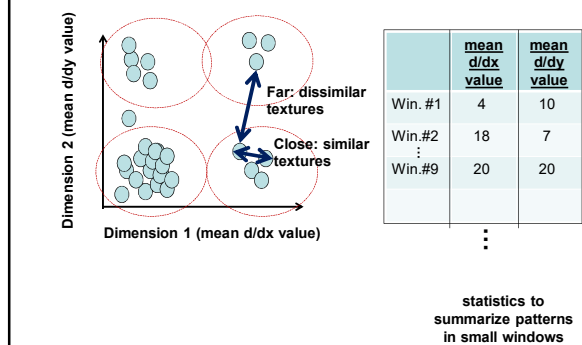 Dimension 2 (mean d/dy value)
Far: dissimilar
textures
Close: similar
textures
Dimension 1 (mean d/dx value)
mean
d/dx
value
mean
d/dy
value
Win. #1 4 10
Win.#2 18 7
⋮
Win.#9 20 20
⋮
statistics to
summarize patterns
in small windows